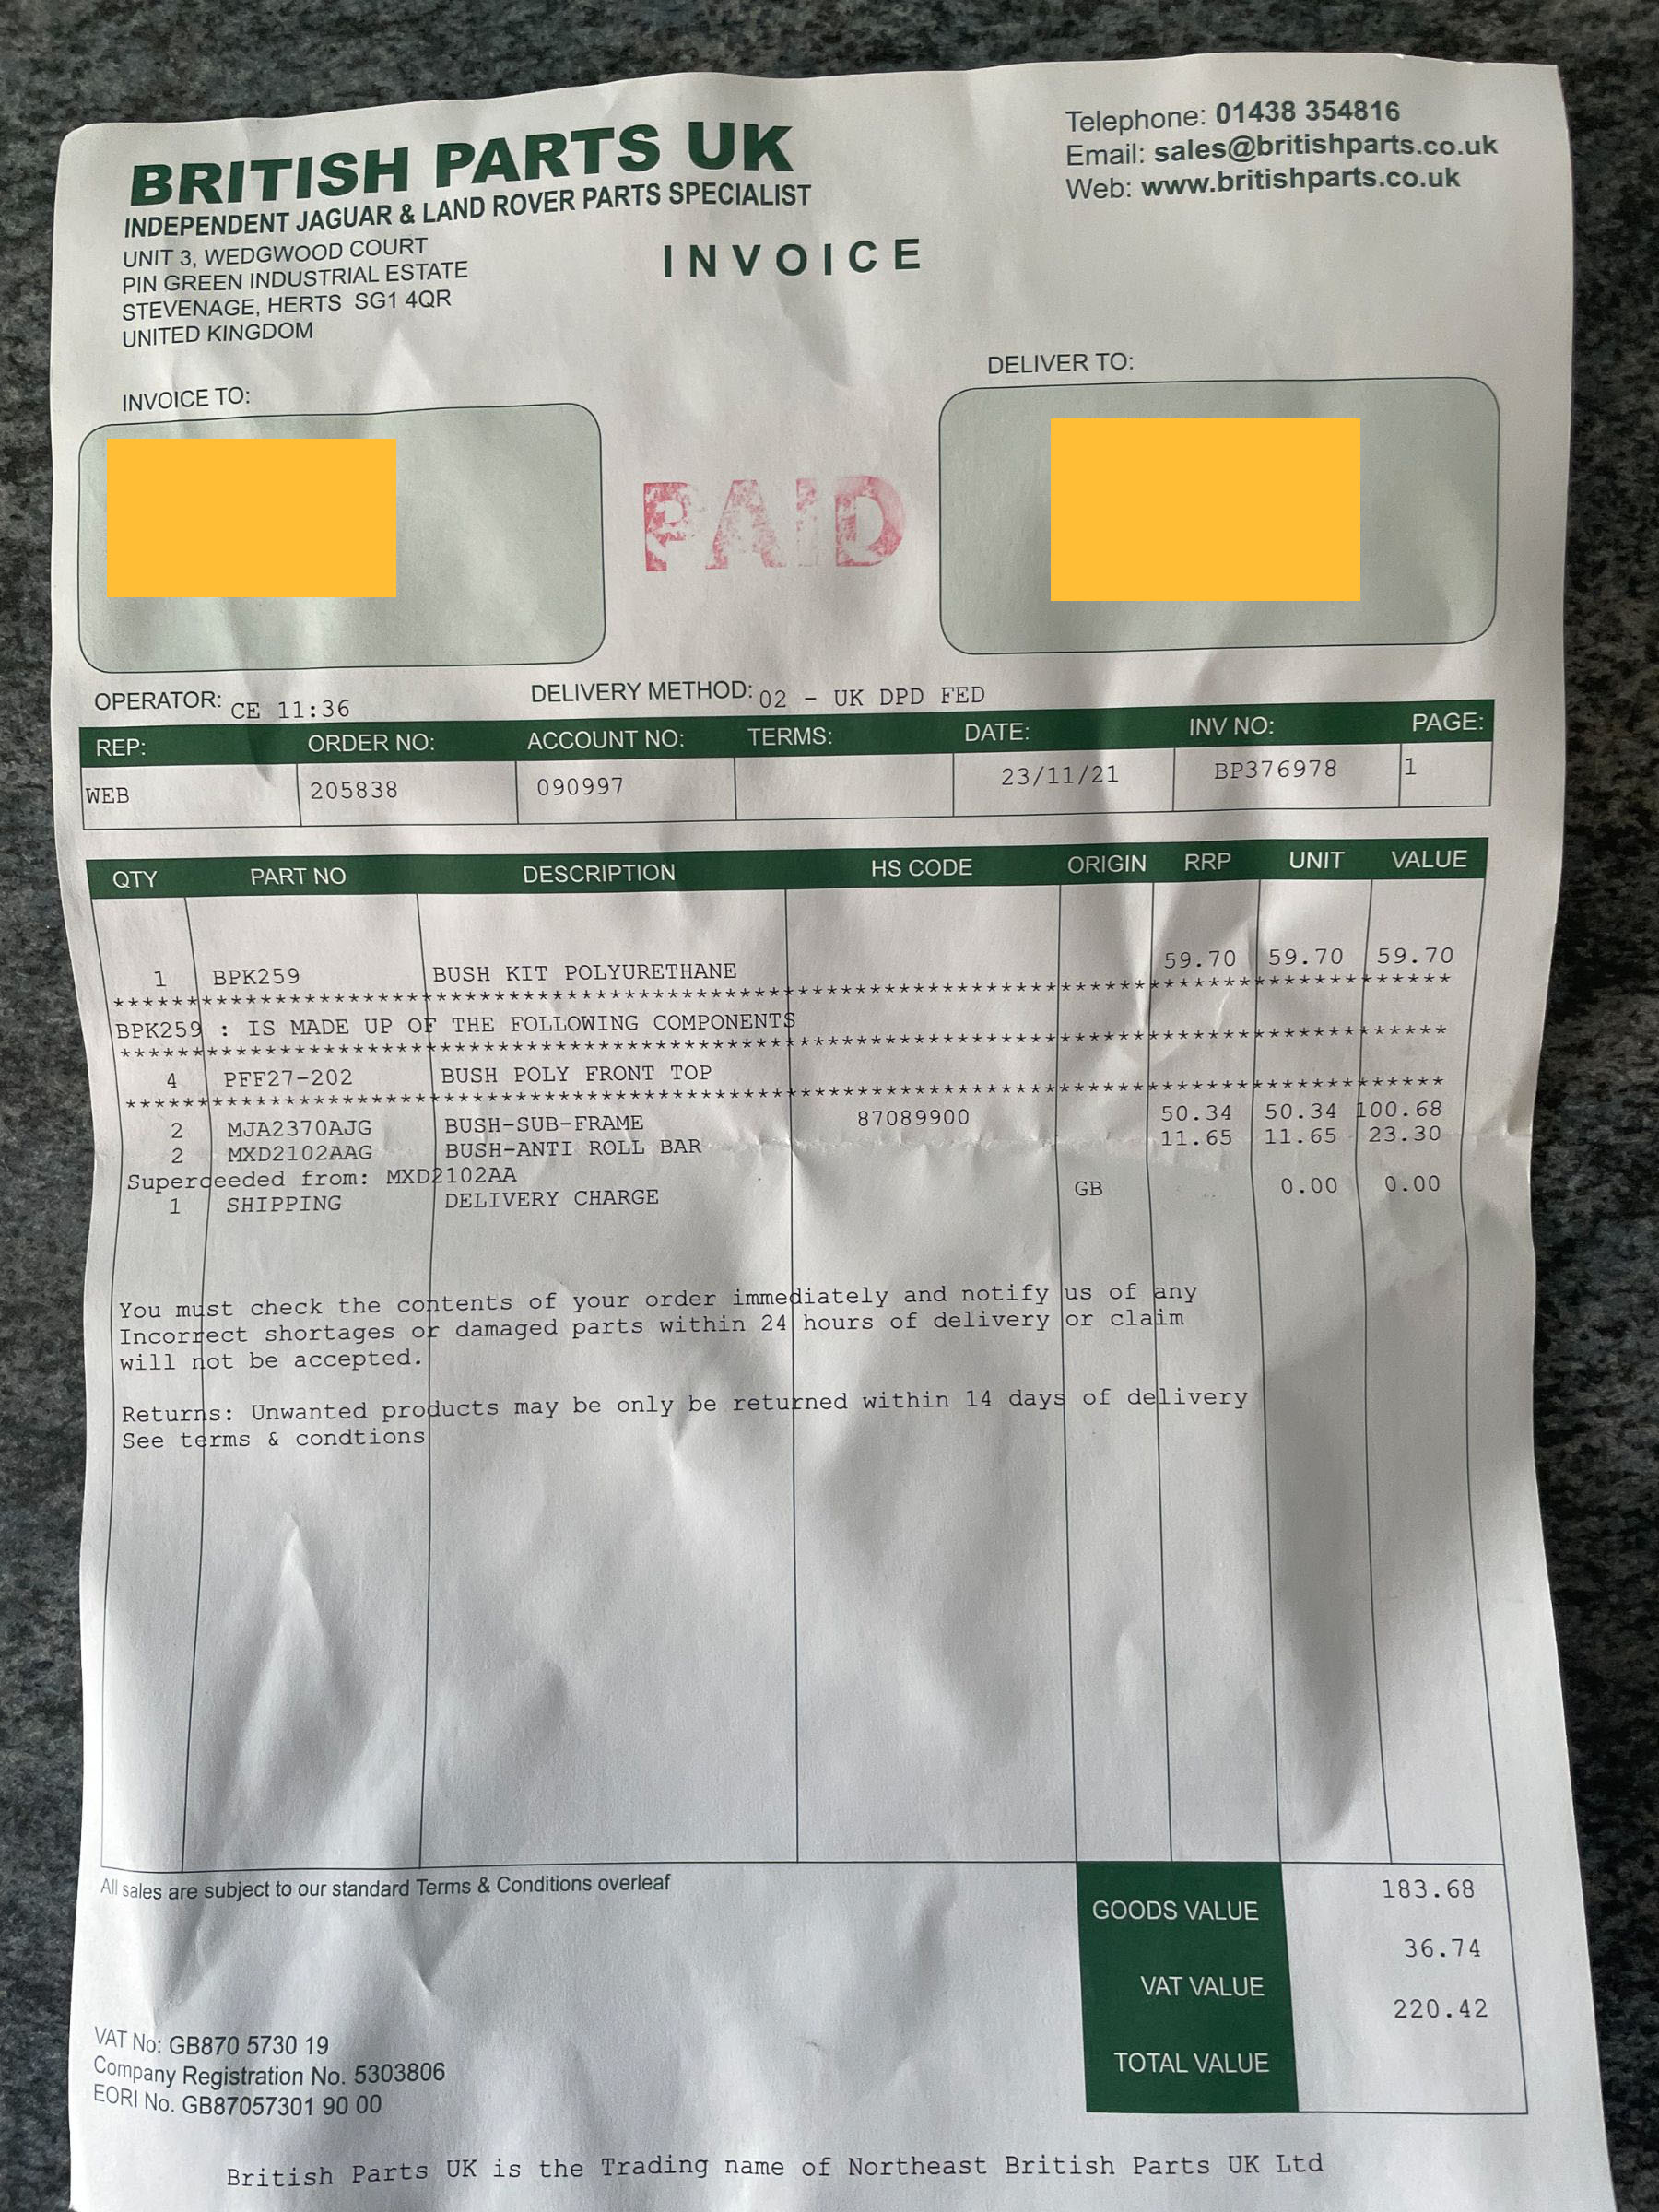 BRITISH PARTS UK
INDEPENDENT JAGUAR & LAND ROVER PARTS SPECIALIST
UNIT 3, WEDGWOOD COURT
PIN GREEN INDUSTRIAL ESTATE
STEVENAGE, HERTS SG1 4QR
UNITED KINGDOM
Telephone: 01438 354816
Email: sales@britishparts.co.uk
Web: www.britishparts.co.uk
INVOICE
INVOICE TO:
DELIVER TO:
PAID
OPERATOR: CE 11:36 DELIVERY METHOD: 02 - UK DPD FED
REP: ORDER NO: ACCOUNT NO: TERMS: DATE: INV NO: PAGE:
WEB 205838 090997 23/11/21 BP376978 1
QTY PART NO DESCRIPTION HS CODE ORIGIN RRP UNIT VALUE
1 BPK259 BUSH KIT POLYURETHANE 59.70 59.70 59.70
BPK259 : IS MADE UP OF THE FOLLOWING COMPONENTS
4 PFF27-202 BUSH POLY FRONT TOP
2 MJA2370AJG BUSH-SUB-FRAME 87089900 50.34 50.34 100.68
2 MXD2102AAG BUSH-ANTI ROLL BAR 11.65 11.65 23.30
Superdeeded from: MXD2102AA
1 SHIPPING DELIVERY CHARGE GB 0.00 0.00
You must check the contents of your order immediately and notify us of any
Incorrect shortages or damaged parts within 24 hours of delivery or claim
will not be accepted.
Returns: Unwanted products may be only be returned within 14 days of delivery
See terms & condtions
All sales are subject to our standard Terms & Conditions overleaf
GOODS VALUE 183.68
VAT VALUE 36.74
TOTAL VALUE 220.42
VAT No: GB870 5730 19
Company Registration No. 5303806
EORI No. GB87057301 90 00
British Parts UK is the Trading name of Northeast British Parts UK Ltd